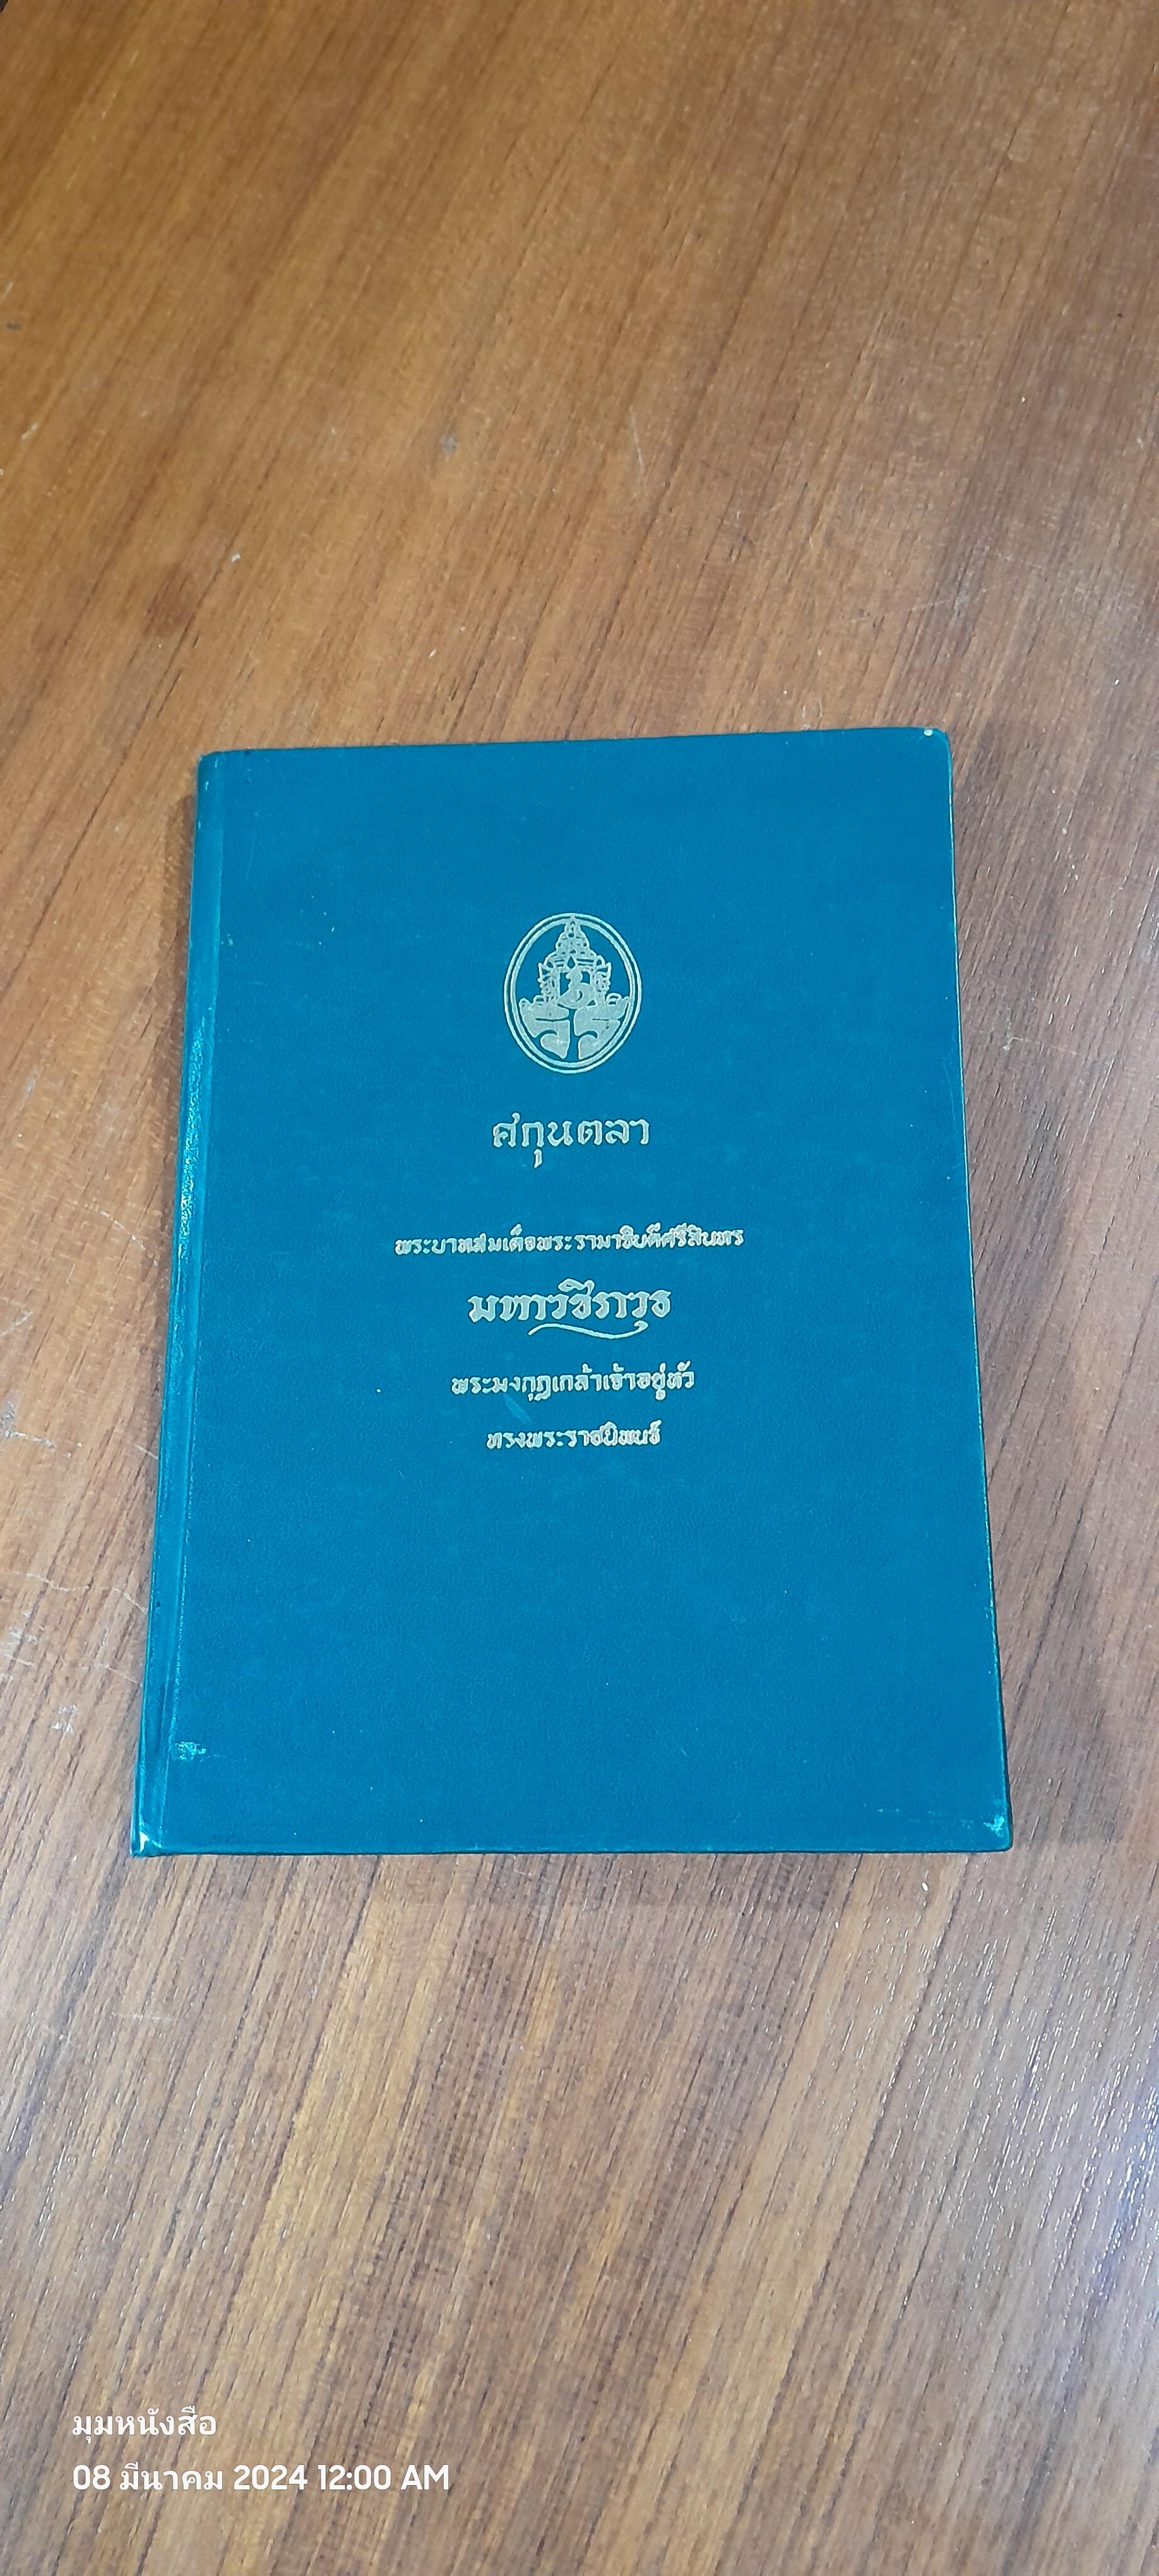 ศกุนตลา
พระบาทสมเด็จพระรามาธิบดีศรีสินทร
มหาวชิราวุธ
พระมงกุฎเกล้าเจ้าอยู่หัว
ทรงพระราชนิพนธ์
มุมหนังสือ
08 มีนาคม 2024 12:00 AM